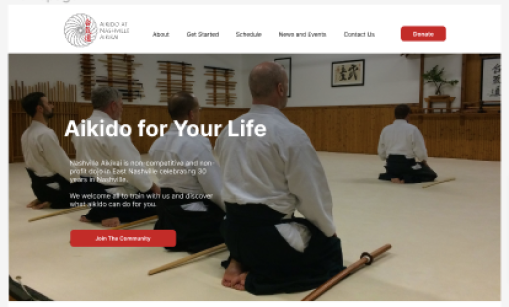 AIKIDO AT
NASHVILLE
AIKIKAI
About
Get Started
Schedule
News and Events
Contact Us
Donate
Aikido for Your Life
Nashville Aikikai is non-competitive and non-
profit dojo in East Nashville celebrating 30
years in Nashville.
We welcome all to train with us and discover
what aikido can do for you.
Join The Community